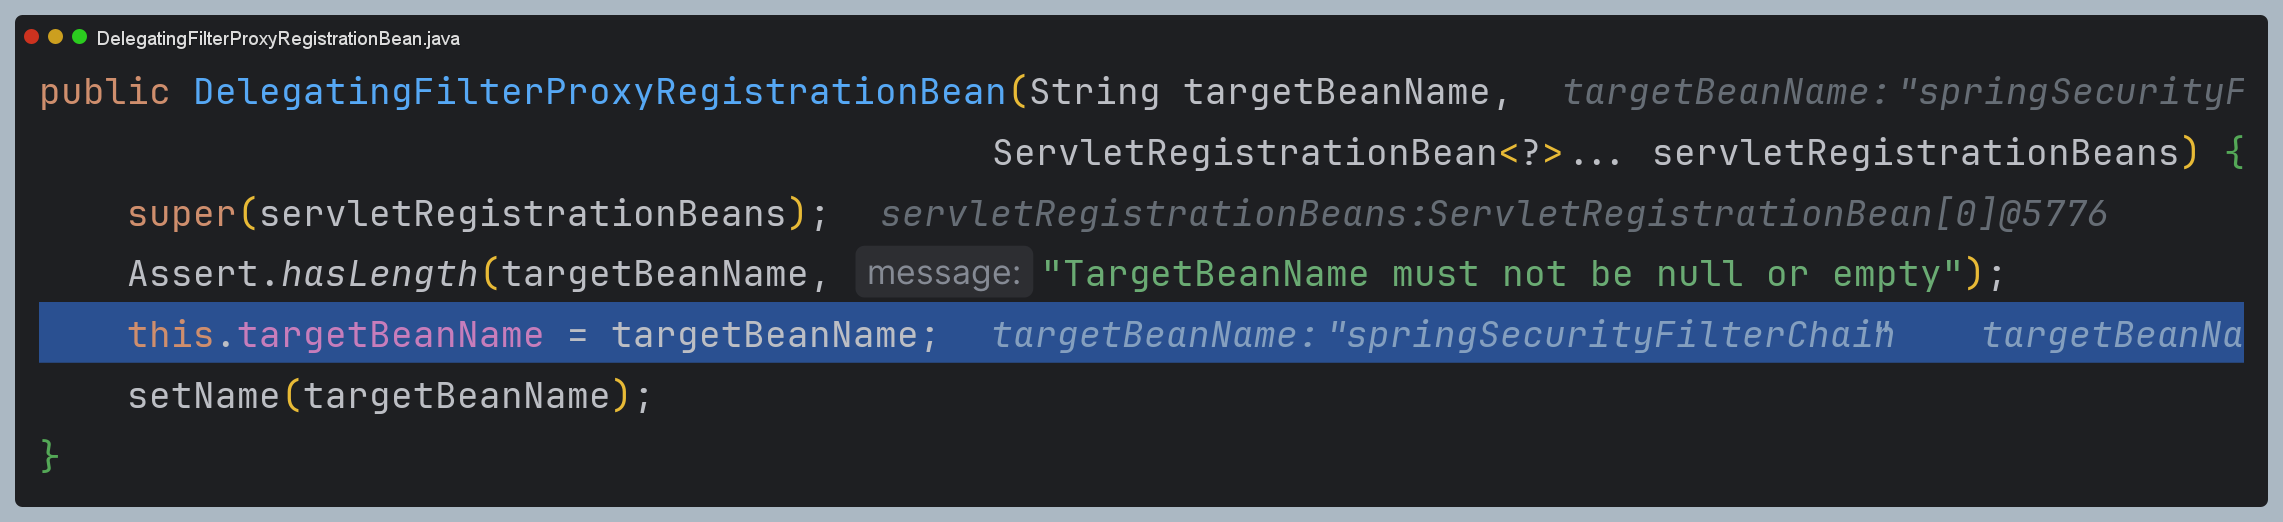 DelegatingFilterProxyRegistrationBean.java
public DelegatingFilterProxyRegistrationBean(String targetBeanName, targetBeanName: "springSecurityF
ServletRegistrationBean<?>... servletRegistrationBeans) {
super(servletRegistrationBeans); servletRegistrationBeans: ServletRegistrationBean[0]@5776
Assert.hasLength(targetBeanName, message: "TargetBeanName must not be null or empty");
this.targetBeanName = targetBeanName; targetBeanName: "springSecurityFilterChain" targetBeanNa
setName(targetBeanName);
}